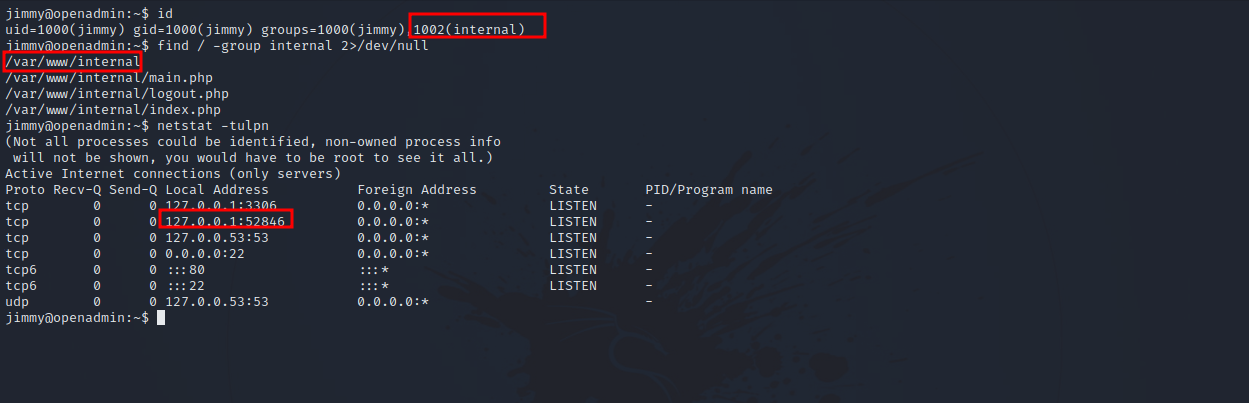 jimmy@openadmin:~$ id
uid=1000(jimmy) gid=1000(jimmy) groups=1000(jimmy),1002(internal)
jimmy@openadmin:~$ find / -group internal 2>/dev/null
/var/www/internal
/var/www/internal/main.php
/var/www/internal/logout.php
/var/www/internal/index.php
jimmy@openadmin:~$ netstat -tulpn
(Not all processes could be identified, non-owned process info
 will not be shown, you would have to be root to see it all.)
Active Internet connections (only servers)
Proto Recv-Q Send-Q Local Address           Foreign Address         State       PID/Program name
tcp        0      0 127.0.0.1:3306          0.0.0.0:*               LISTEN      -
tcp        0      0 127.0.0.1:52846         0.0.0.0:*               LISTEN      -
tcp        0      0 127.0.0.53:53           0.0.0.0:*               LISTEN      -
tcp        0      0 0.0.0.0:22              0.0.0.0:*               LISTEN      -
tcp6       0      0 :::80                   :::*                    LISTEN      -
tcp6       0      0 :::22                   :::*                    LISTEN      -
udp        0      0 127.0.0.53:53           0.0.0.0:*                           -
jimmy@openadmin:~$